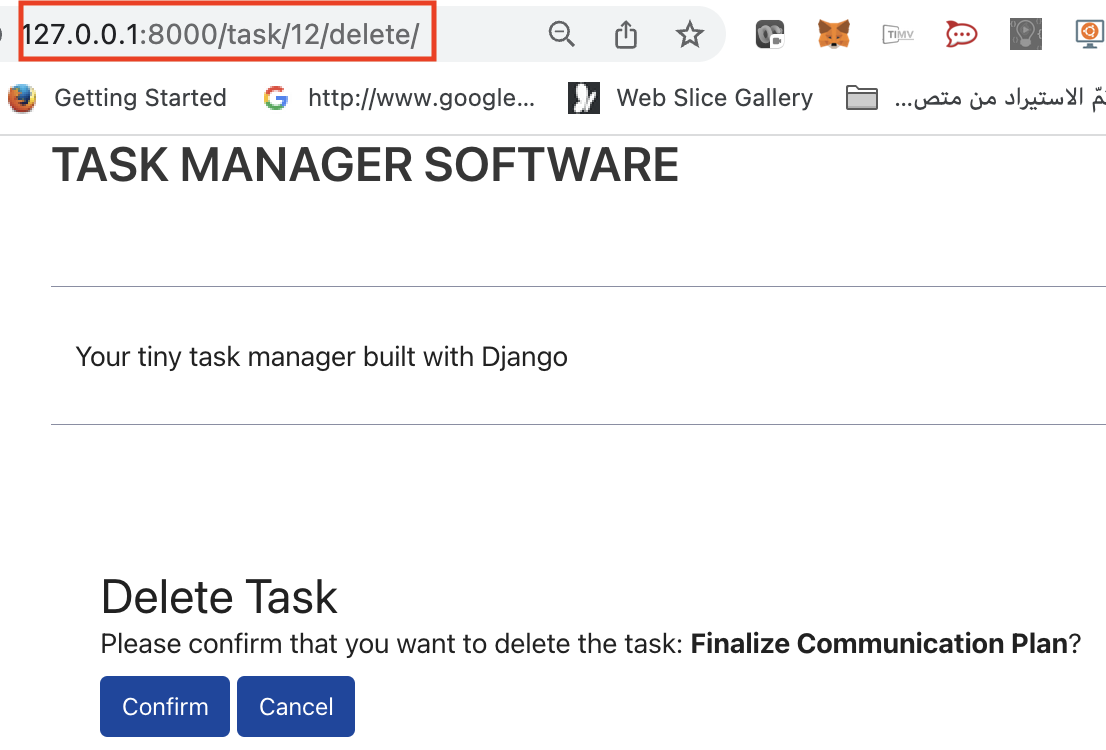 127.0.0.1:8000/task/12/delete/
TIMV
Getting Started http://www.google... Web Slice Gallery تمّ الاستيراد من متص...
TASK MANAGER SOFTWARE
Your tiny task manager built with Django
Delete Task
Please confirm that you want to delete the task: Finalize Communication Plan?
Confirm Cancel